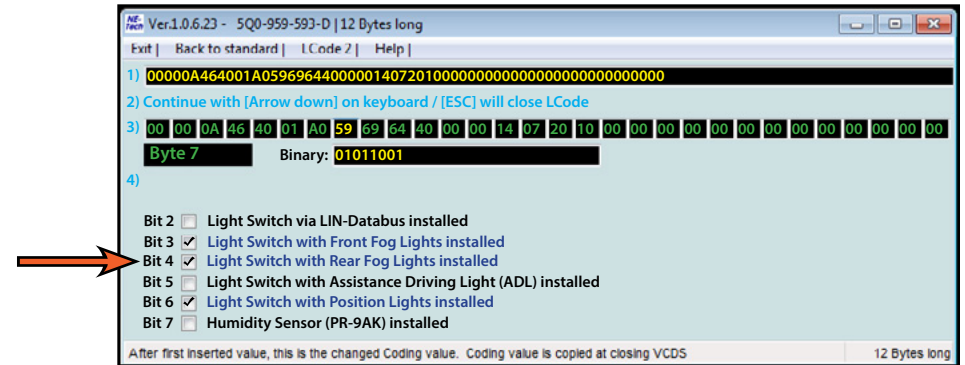 NE-
Tech
Ver.1.0.6.23 - 5Q0-959-593-D | 12 Bytes long
Exit | Back to standard | LCode 2 | Help |
1) 00000A464001A05969644000001407201000000000000000000000000000
2) Continue with [Arrow down] on keyboard / [ESC] will close LCode
3) 00 00 0A 46 40 01 A0 59 69 64 40 00 00 14 07 20 10 00 00 00 00 00 00 00 00 00 00 00 00 00
Byte 7 Binary: 01011001
4)
Bit 2 Light Switch via LIN-Databus installed
Bit 3 Light Switch with Front Fog Lights installed
Bit 4 Light Switch with Rear Fog Lights installed
Bit 5 Light Switch with Assistance Driving Light (ADL) installed
Bit 6 Light Switch with Position Lights installed
Bit 7 Humidity Sensor (PR-9AK) installed
After first inserted value, this is the changed Coding value. Coding value is copied at closing VCDS 12 Bytes long